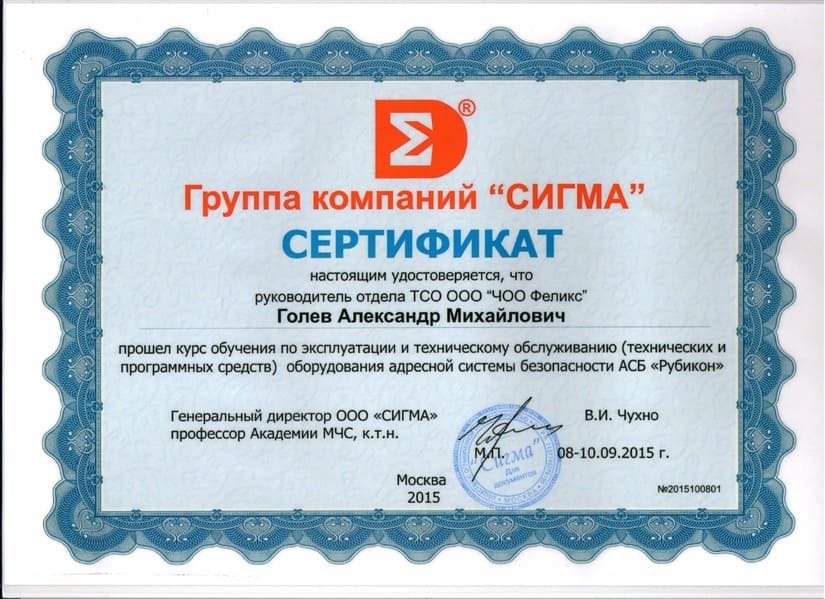 Σ®
Группа компаний “СИГМА”
СЕРТИФИКАТ
настоящим удостоверяется, что
руководитель отдела ТСО ООО “ЧОО Феликс”
Голев Александр Михайлович
прошел курс обучения по эксплуатации и техническому обслуживанию (технических и
программных средств) оборудования адресной системы безопасности АСБ «Рубикон»
Генеральный директор ООО «СИГМА»
профессор Академии МЧС, к.т.н.
В.И. Чухно
М.П.
08-10.09.2015 г.
"Сигма"
Для
документов
МОСКВА
Москва
2015
№2015100801